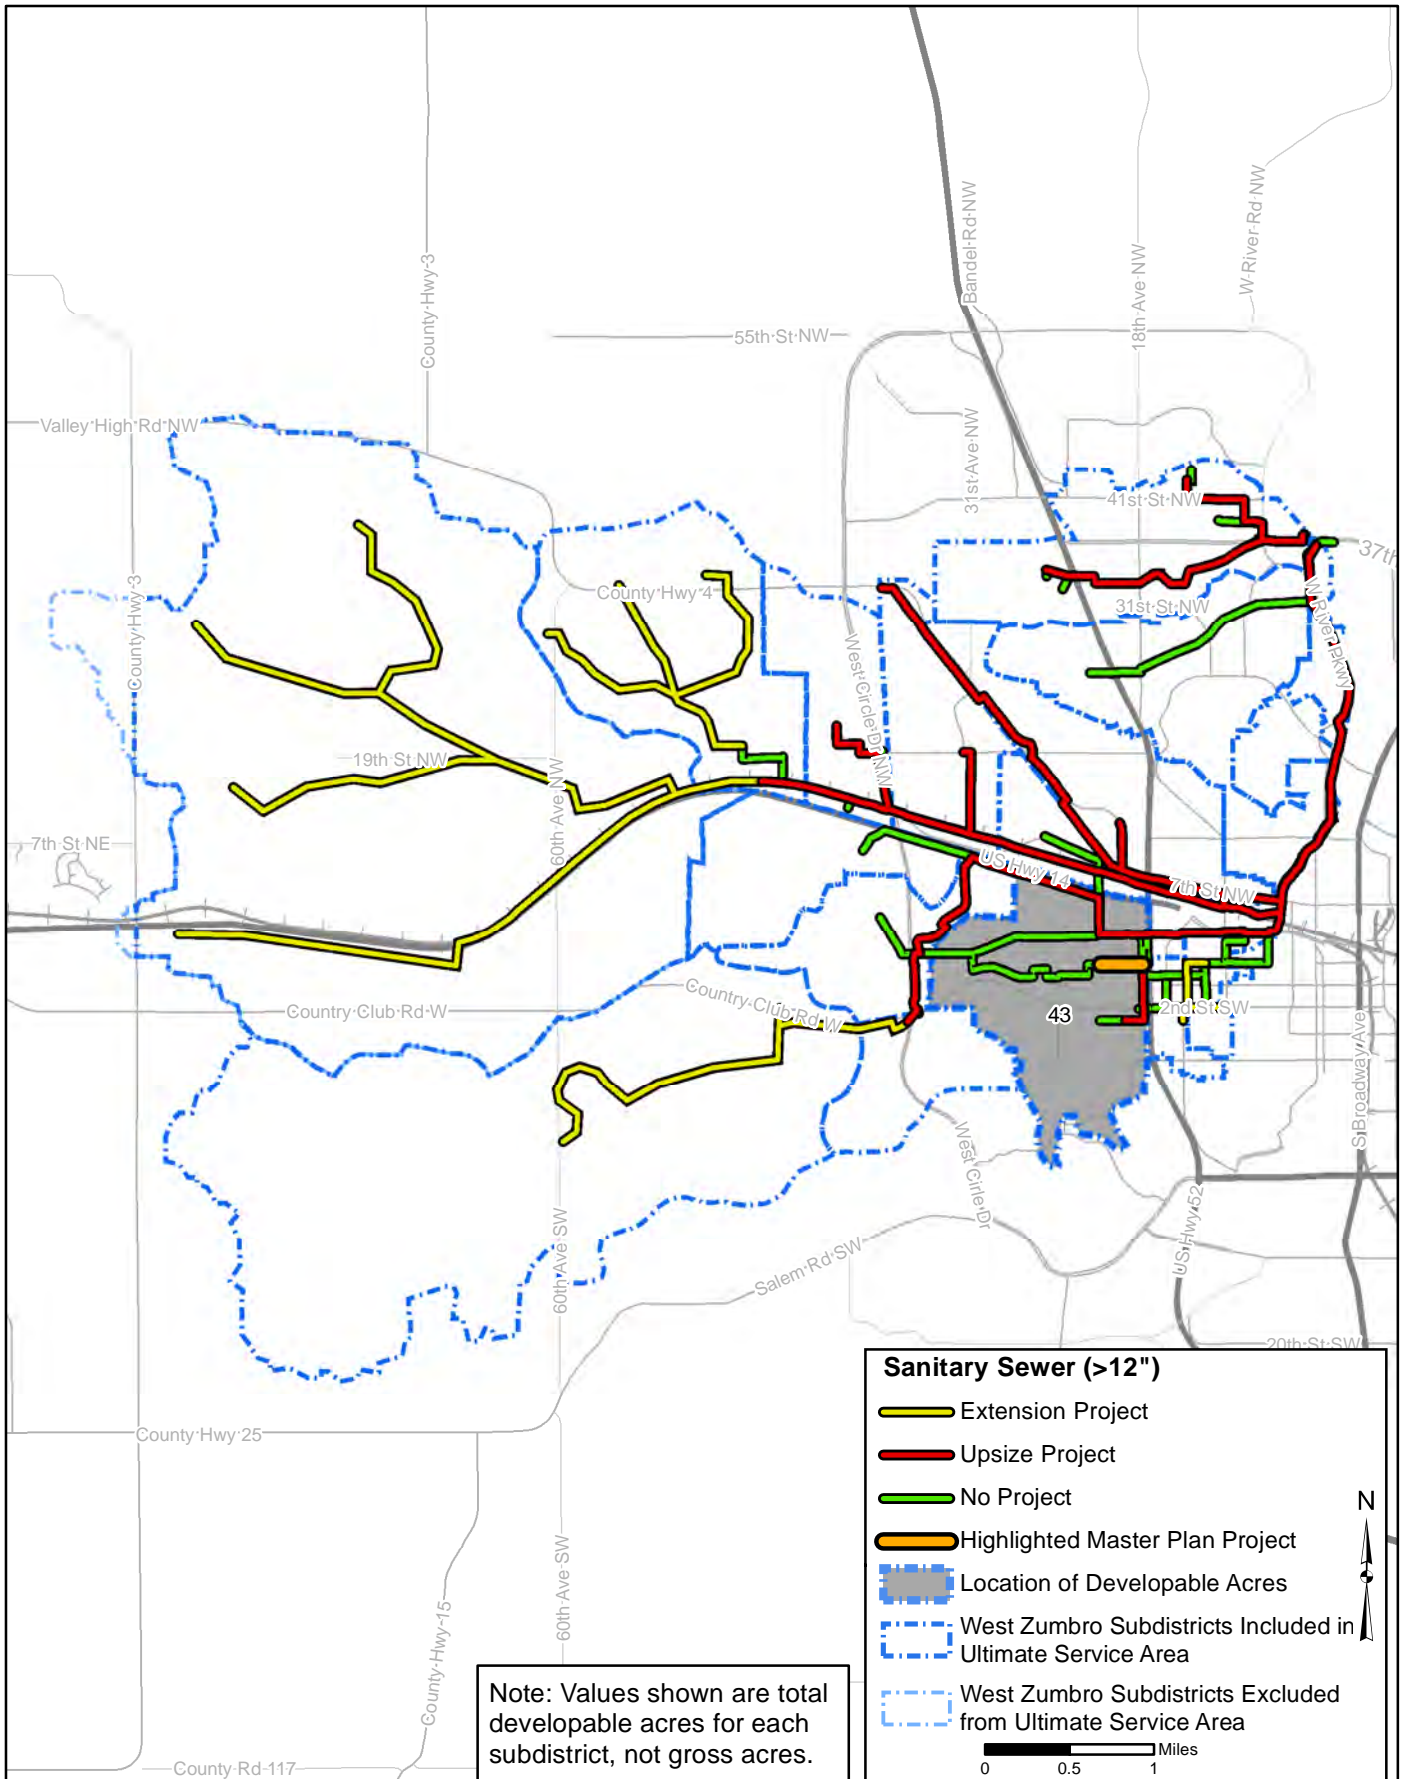 Bandel Rd NW
18th Ave NW
W River Rd NW
County Hwy 3
55th St NW
Valley High Rd NW
31st Ave NW
41st St NW
37th
County Hwy 3
County Hwy 4
31st St NW
W River Pkwy
West Circle Dr NW
19th St NW
60th Ave NW
7th St NE
US Hwy 14
7th St NW
Country Club Rd W
Country Club Rd W
43
2nd St SW
S Broadway Ave
West Cirle Dr
US Hwy 52
60th Ave SW
Salem Rd SW
20th St SW
County Hwy 25
County Hwy 15
60th Ave SW
County Rd 117
Note: Values shown are total
developable acres for each
subdistrict, not gross acres.
Sanitary Sewer (>12")
Extension Project
Upsize Project
No Project
N
Highlighted Master Plan Project
Location of Developable Acres
West Zumbro Subdistricts Included in
Ultimate Service Area
West Zumbro Subdistricts Excluded
from Ultimate Service Area
Miles
0 0.5 1